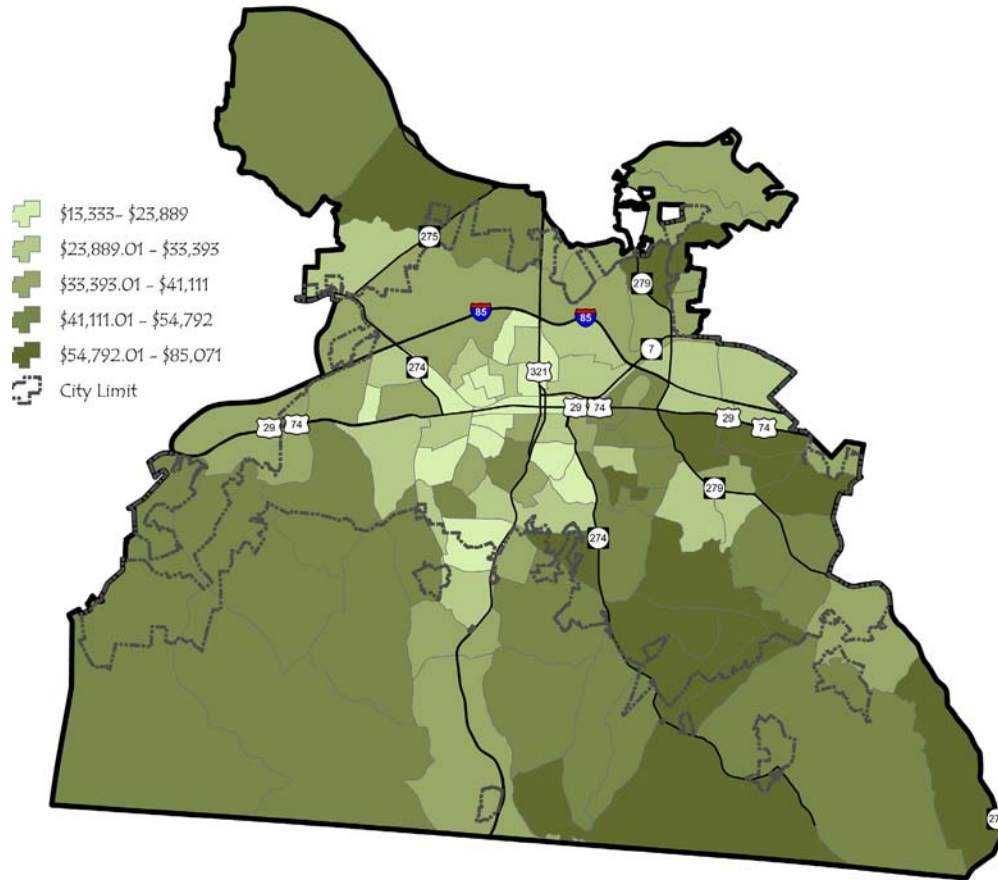 $13,333- $23,889
$23,889.01 - $33,393
$33,393.01 - $41,111
$41,111.01 - $54,792
$54,792.01 - $85,071
City Limit
275
279
85
85
7
274
321
29 74
29 74
29 74
279
274